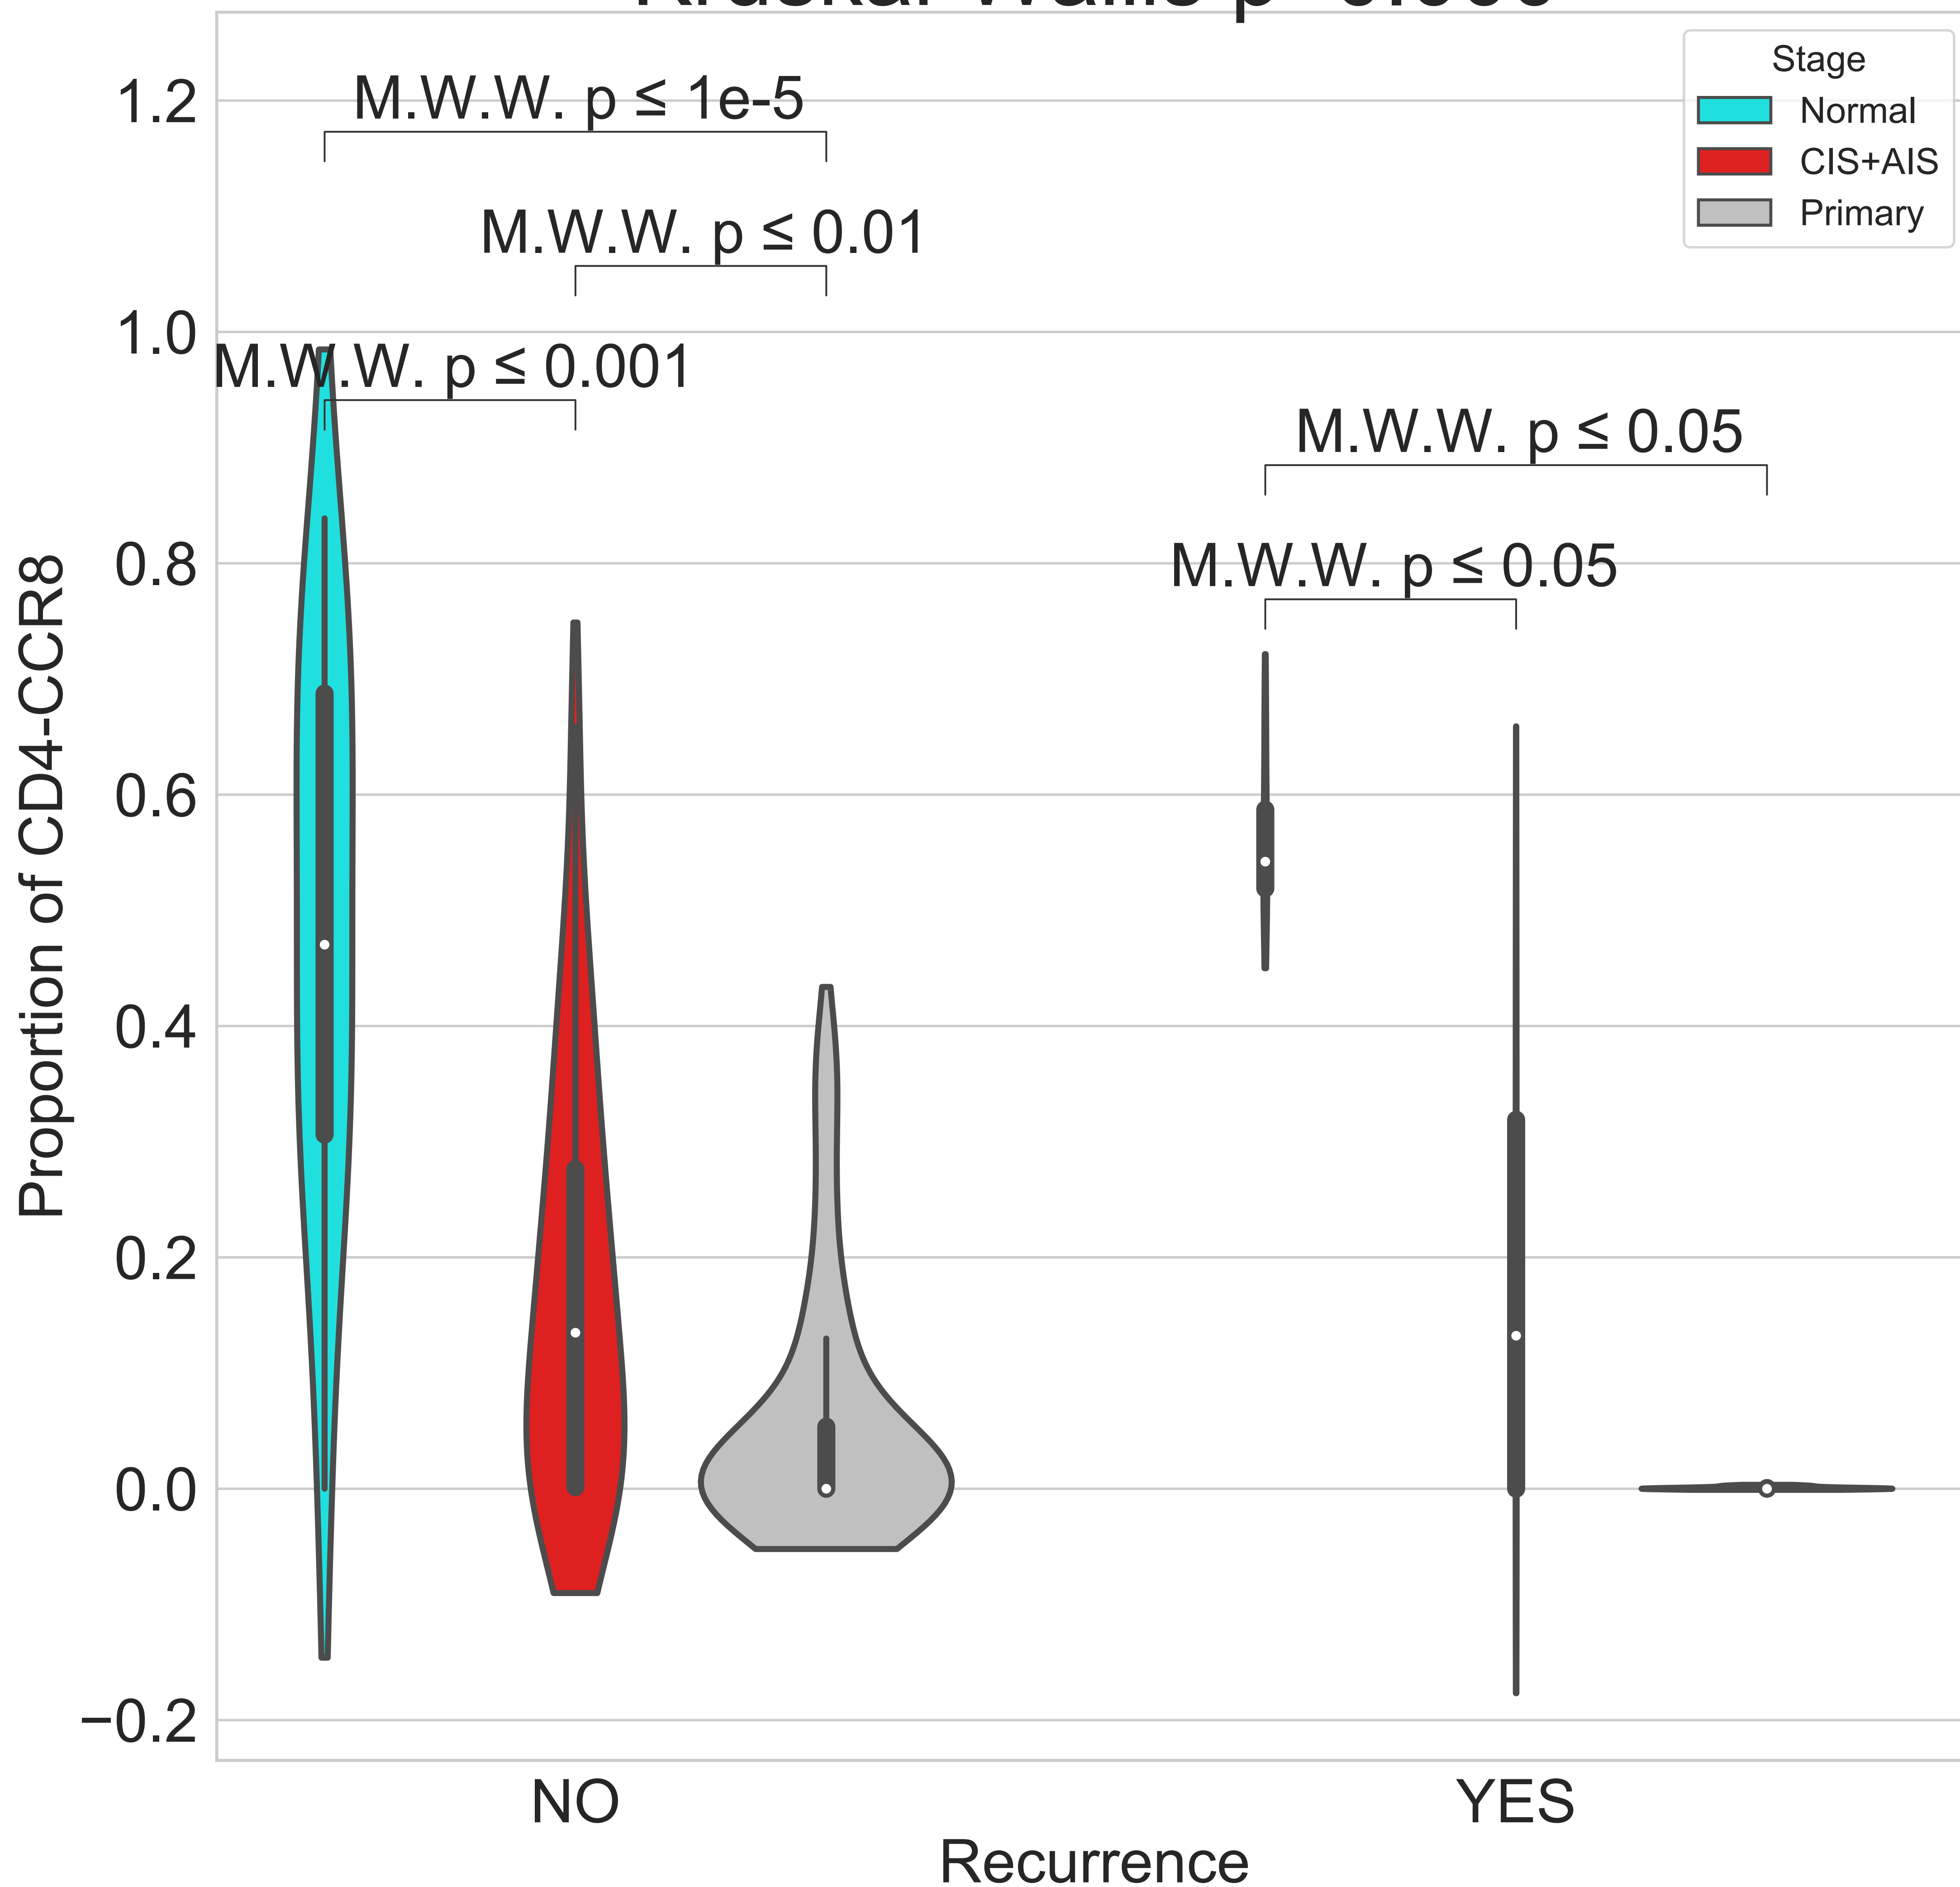 Stage
Normal
CIS+AIS
Primary
M.W.W. p ≤ 1e-5
M.W.W. p ≤ 0.01
M.W.W. p ≤ 0.001
M.W.W. p ≤ 0.05
M.W.W. p ≤ 0.05
Proportion of CD4-CCR8
1.2
1.0
0.8
0.6
0.4
0.2
0.0
−0.2
NO
YES
Recurrence